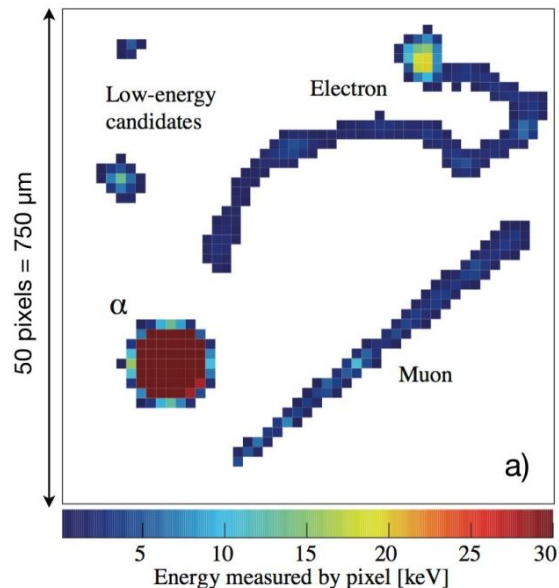 Low-energy
candidates
Electron
50 pixels = 750 μm
α
Muon
a)
5 10 15 20 25 30
Energy measured by pixel [keV]